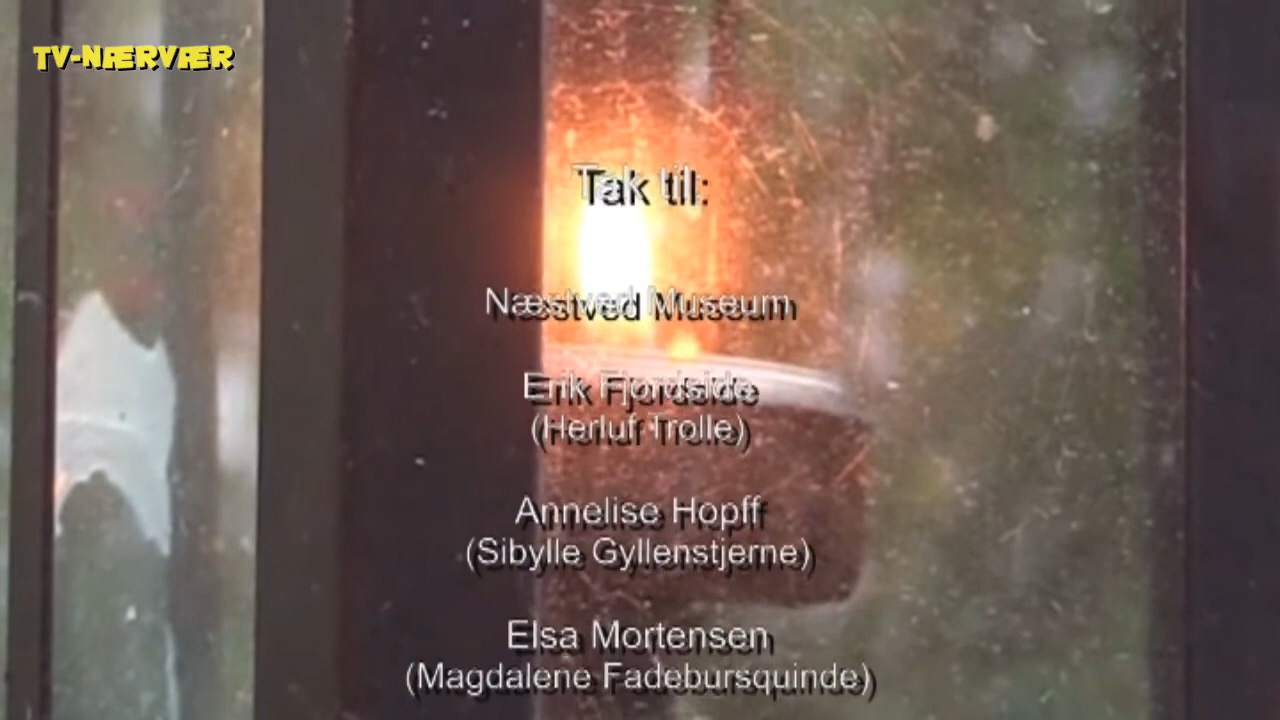 TV-NÆRVÆR
Tak til:
Næstved Museum
Erik Fjordside
(Herluf Trolle)
Annelise Hopff
(Sibylle Gyllenstjerne)
Elsa Mortensen
(Magdalene Fadebursquinde)